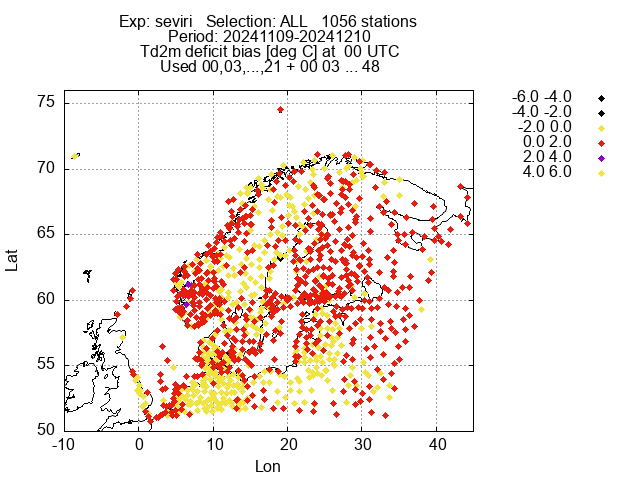 Exp: seviri   Selection: ALL   1056 stations
Period: 20241109-20241210
Td2m deficit bias [deg C] at  00 UTC
Used 00,03,...,21 + 00 03 ... 48
-6.0 -4.0
-4.0 -2.0
-2.0 0.0
0.0 2.0
2.0 4.0
4.0 6.0
75
70
65
60
55
50
Lat
-10 0 10 20 30 40
Lon